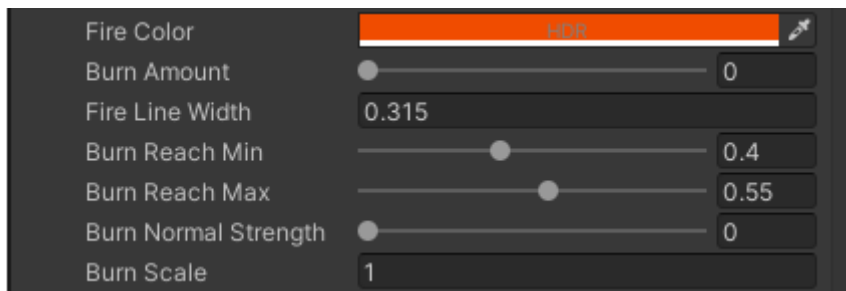 Fire Color HDR
Burn Amount 0
Fire Line Width 0.315
Burn Reach Min 0.4
Burn Reach Max 0.55
Burn Normal Strength 0
Burn Scale 1